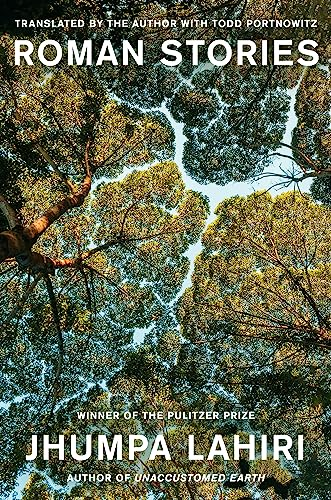 TRANSLATED BY THE AUTHOR WITH TODD PORTNOWITZ
ROMAN STORIES
WINNER OF THE PULITZER PRIZE
JHUMPA LAHIRI
AUTHOR OF UNACCUSTOMED EARTH